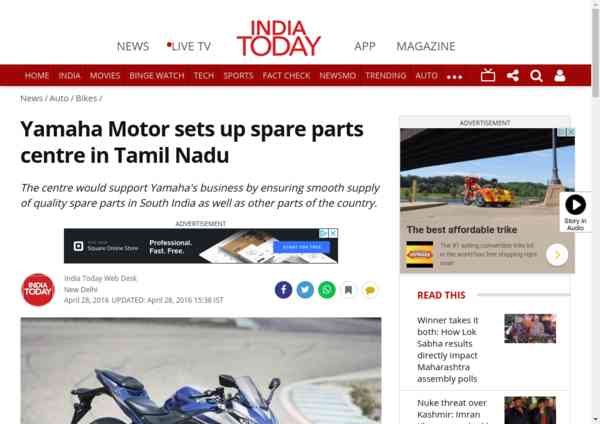 NEWS
LIVE TV
INDIA
TODAY
APP
MAGAZINE
HOME INDIA MOVIES BINGE WATCH TECH SPORTS FACT CHECK NEWSMO TRENDING AUTO
News / Auto / Bikes /
Yamaha Motor sets up spare parts
centre in Tamil Nadu
The centre would support Yamaha's business by ensuring smooth supply
of quality spare parts in South India as well as other parts of the country.
ADVERTISEMENT
Square Online Store
Professional.
Fast. Free.
START FOR FREE
INDIA
TODAY
India Today Web Desk
New Delhi
April 28, 2016 UPDATED: April 28, 2016 15:38 IST
ADVERTISEMENT
The best affordable trike
The #1 selling convertible trike kit
in the world has free shipping right
now!
Story in
Audio
READ THIS
Winner takes it
both: How Lok
Sabha results
directly impact
Maharashtra
assembly polls
Nuke threat over
Kashmir: Imran